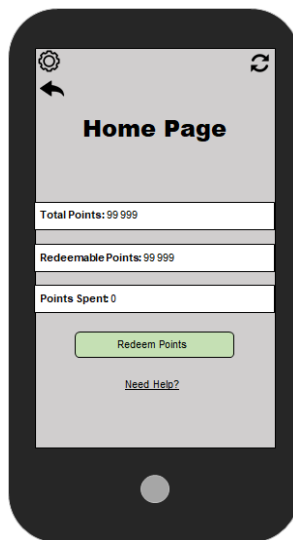 Home Page
Total Points: 99 999
Redeemable Points: 99 999
Points Spent: 0
Redeem Points
Need Help?